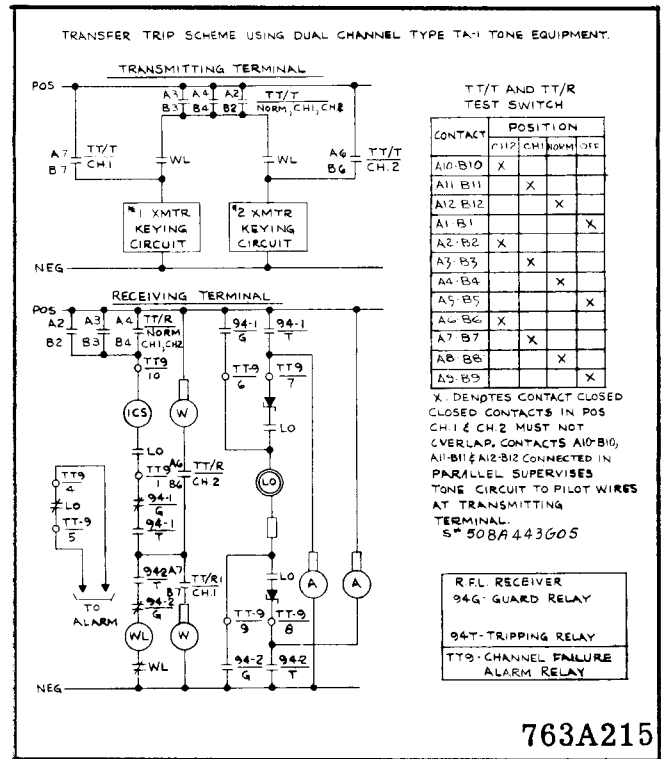 TRANSFER TRIP SCHEME USING DUAL CHANNEL TYPE TA-1 TONE EQUIPMENT.
TRANSMITTING TERMINAL
POS
A3 A4 A2 TT/T
B3 B4 B2 NORM, CH1, CH2
A7 TT/T
B7 CH.1
WL
WL
A6 TT/T
B6 CH.2
#1 XMTR
KEYING
CIRCUIT
#2 XMTR
KEYING
CIRCUIT
NEG
RECEIVING TERMINAL
POS
A2 A3 A4 TT/R
B2 B3 B4 NORM
CH1, CH2
94-1
G
94-1
T
TT9
10
TT-9
6
TT9
7
ICS
W
LO
LO
TT9
1
A6 TT/R
B6 CH.2
LO
TT9
4
LO
TT-9
5
94-1
G
94-1
T
942
T
94-2
G
A7 TT/R1
B7 CH.1
LO
A
A
TO
ALARM
WL
W
TT-9
9
TT-9
8
WL
94-2
G
94-2
T
NEG
TT/T AND TT/R
TEST SWITCH
CONTACT POSITION
CH2 CH1 NORM OFF
A10-B10 X
A11-B11 X
A12-B12 X
A1-B1 X
A2-B2 X
A3-B3 X
A4-B4 X
A5-B5 X
A6-B6 X
A7-B7 X
A8-B8 X
A9-B9 X
X. DENOTES CONTACT CLOSED
CLOSED CONTACTS IN POS
CH.1 & CH.2 MUST NOT
OVERLAP. CONTACTS A10-B10,
A11-B11 & A12-B12 CONNECTED IN
PARALLEL SUPERVISES
TONE CIRCUIT TO PILOT WIRES
AT TRANSMITTING
TERMINAL.
S# 508A443G05
R.F.L. RECEIVER
94G- GUARD RELAY
94T- TRIPPING RELAY
TT9-CHANNEL FAILURE
ALARM RELAY
763A215